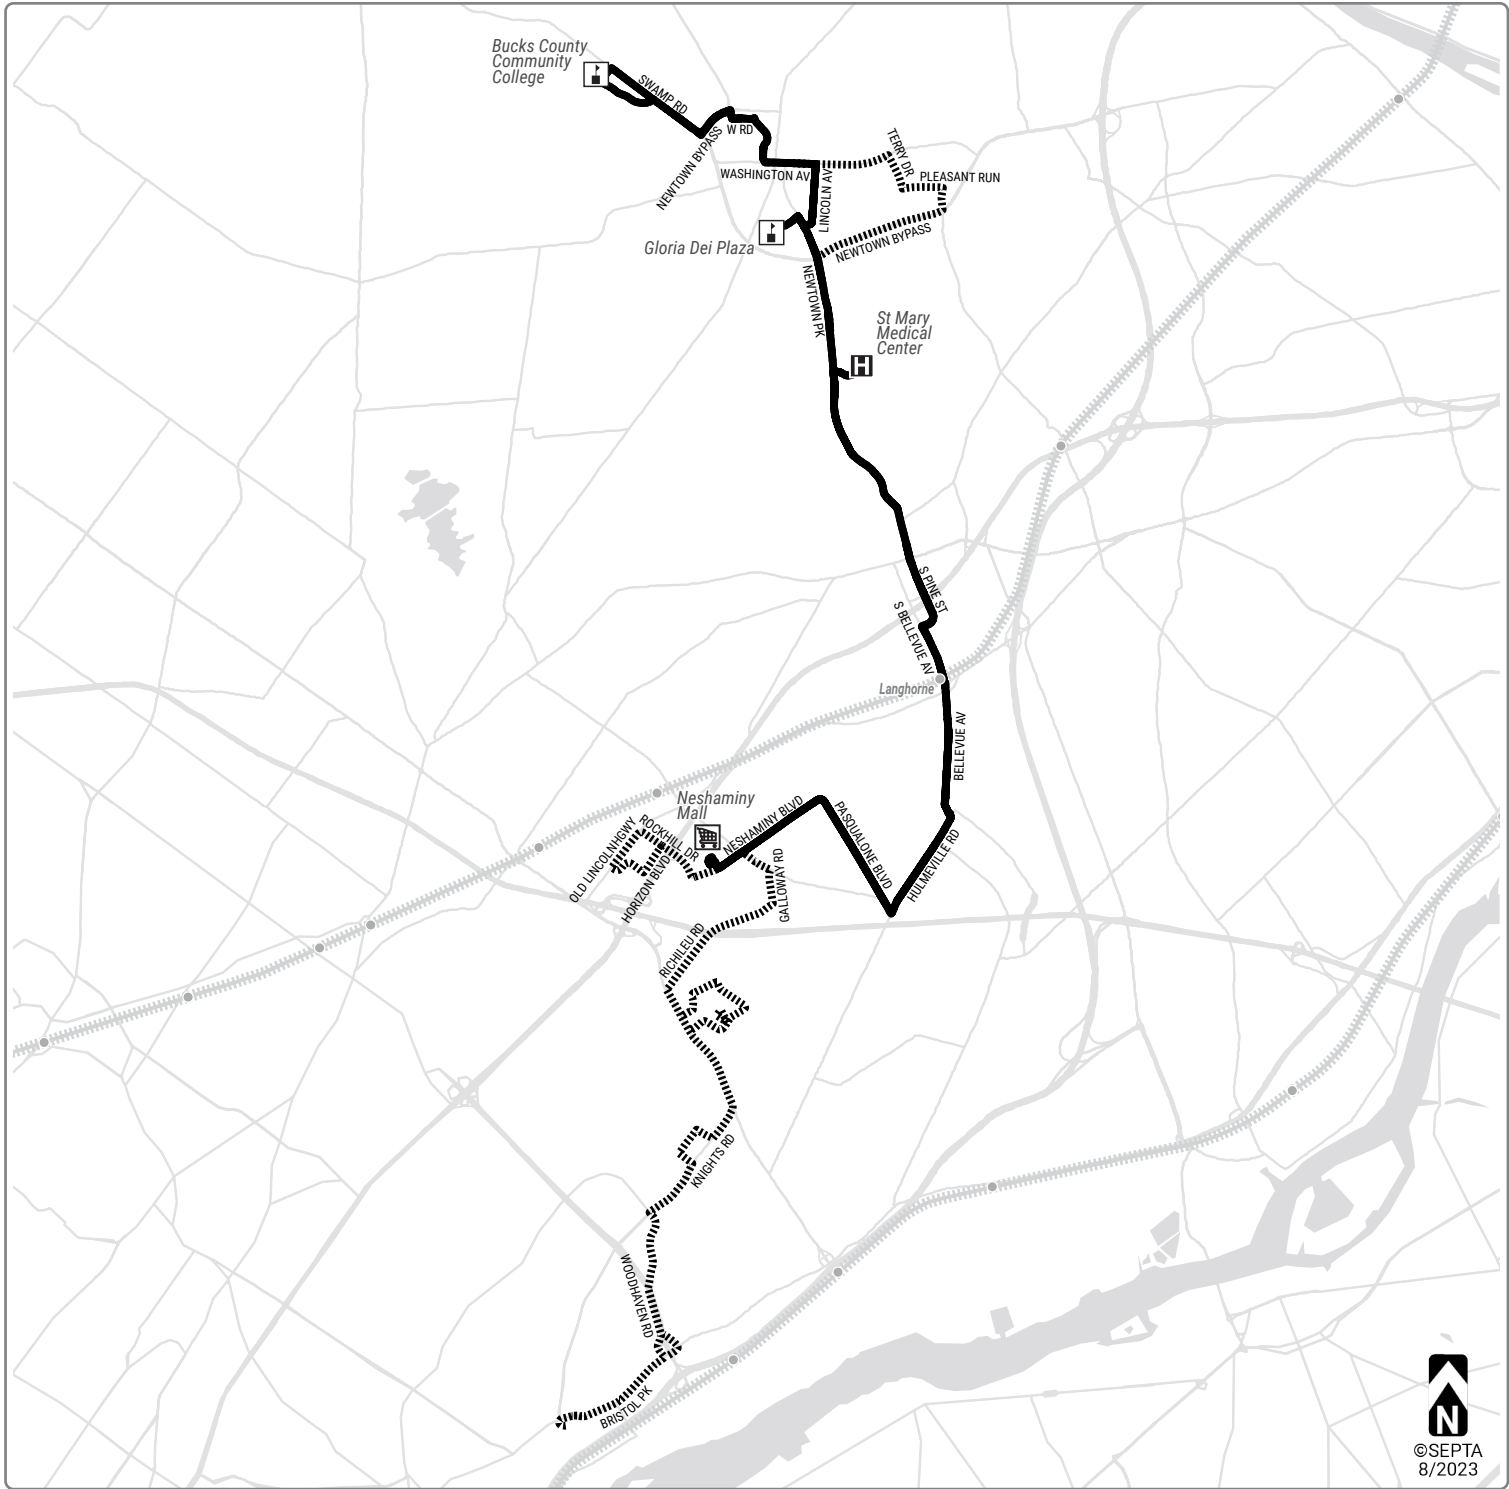 Bucks County
Community
College
SWAMP RD
W RD
NEWTOWN BYPASS
WASHINGTON AV
LINCOLN AV
TERRY DR
PLEASANT RUN
NEWTOWN BYPASS
Gloria Dei Plaza
NEWTOWN PK
St Mary
Medical
Center
H
S PINE ST
S BELLEVUE AV
Langhorne
BELLEVUE AV
Neshaminy
Mall
NESHAMINY BLVD
PASQUALONE BLVD
HULMEVILLE RD
ROCKHILL DR
OLD LINCOLNHGWY
HORIZON BLVD
GALLOWAY RD
RICHILEU RD
KNIGHTS RD
WOODHAVEN RD
BRISTOL PK
N
©SEPTA
8/2023